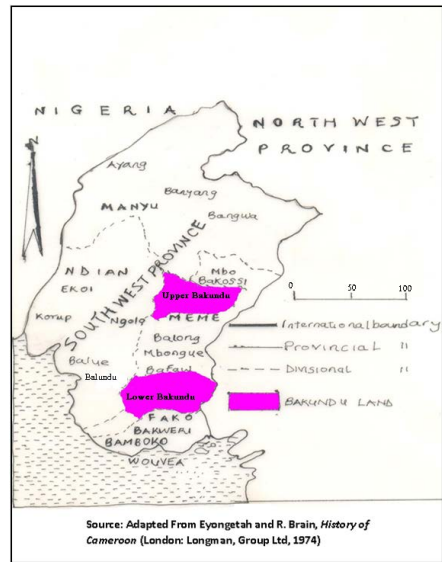 NIGERIA
NORTH WEST
PROVINCE
N
Ayang
Banyang
MANYU
Bangwa
SOUTH WEST PROVINCE
NDIAN
EKOI
Mbo
BAKOSSI
Upper Bakundu
Korup
Ngolo
MEME
0 50 100
International boundary
Balong
Provincial "
Mbongue
Balue
Bafaw
Divisional "
Balundu
Lower Bakundu
BAKUNDU LAND
FAKO
BAKWERI
BAMBOKO
WOUVEA
Source: Adapted From Eyongetah and R. Brain, History of
Cameroon (London: Longman, Group Ltd, 1974)